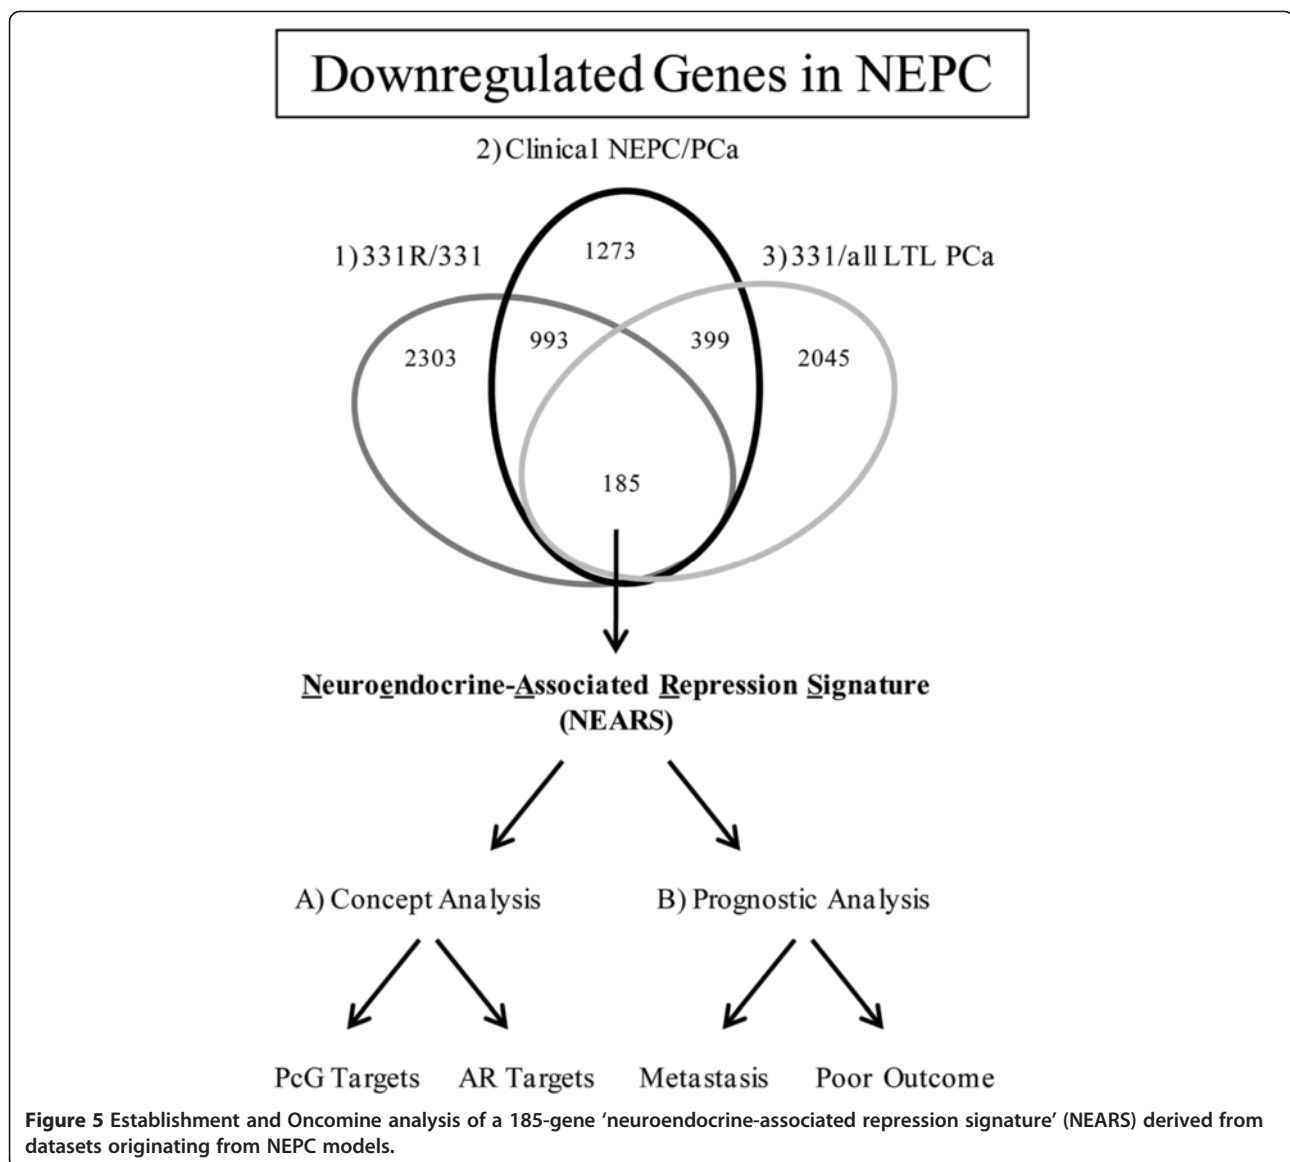 Downregulated Genes in NEPC
2) Clinical NEPC/PCa
1) 331R/331
3) 331/all LTL PCa
1273
2303
993
399
2045
185
Neuroendocrine-Associated Repression Signature
(NEARS)
A) Concept Analysis
B) Prognostic Analysis
PcG Targets
AR Targets
Metastasis
Poor Outcome
Figure 5 Establishment and Oncomine analysis of a 185-gene ‘neuroendocrine-associated repression signature’ (NEARS) derived from
datasets originating from NEPC models.